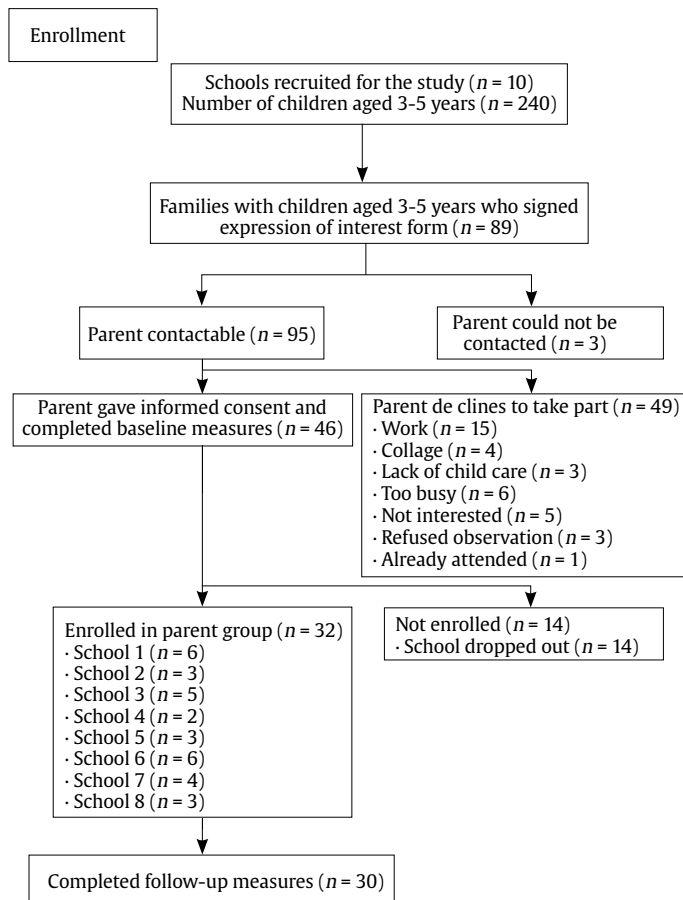 Enrollment
Schools recruited for the study (n = 10)
Number of children aged 3-5 years (n = 240)
Families with children aged 3-5 years who signed
expression of interest form (n = 89)
Parent contactable (n = 95)
Parent could not be
contacted (n = 3)
Parent gave informed consent and
completed baseline measures (n = 46)
Parent de clines to take part (n = 49)
· Work (n = 15)
· Collage (n = 4)
· Lack of child care (n = 3)
· Too busy (n = 6)
· Not interested (n = 5)
· Refused observation (n = 3)
· Already attended (n = 1)
Enrolled in parent group (n = 32)
· School 1 (n = 6)
· School 2 (n = 3)
· School 3 (n = 5)
· School 4 (n = 2)
· School 5 (n = 3)
· School 6 (n = 6)
· School 7 (n = 4)
· School 8 (n = 3)
Not enrolled (n = 14)
· School dropped out (n = 14)
Completed follow-up measures (n = 30)